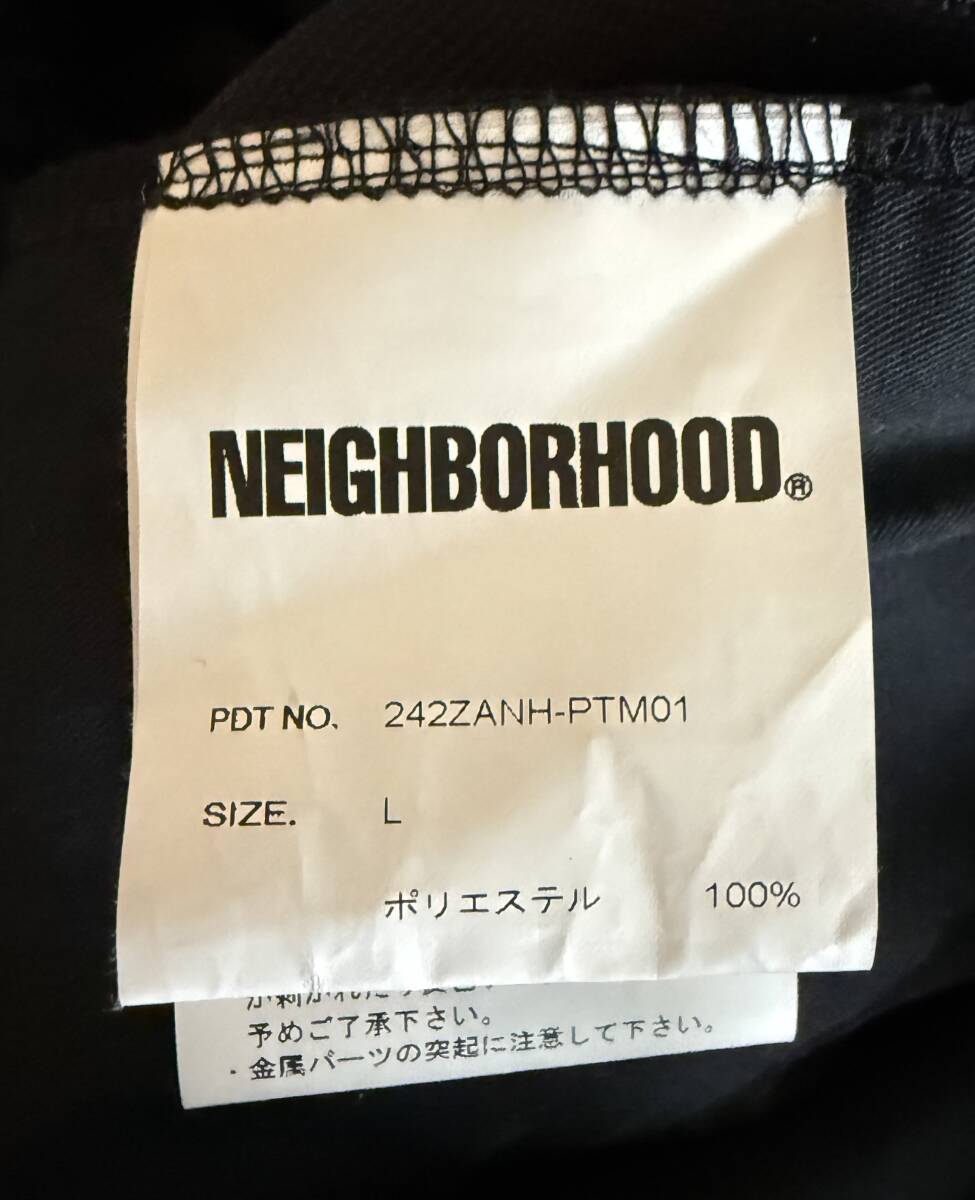 NEIGHBORHOOD®
PDT NO. 242ZANH-PTM01
SIZE. L
ポリエステル 100%
予めご了承下さい。
・金属パーツの突起に注意して下さい。